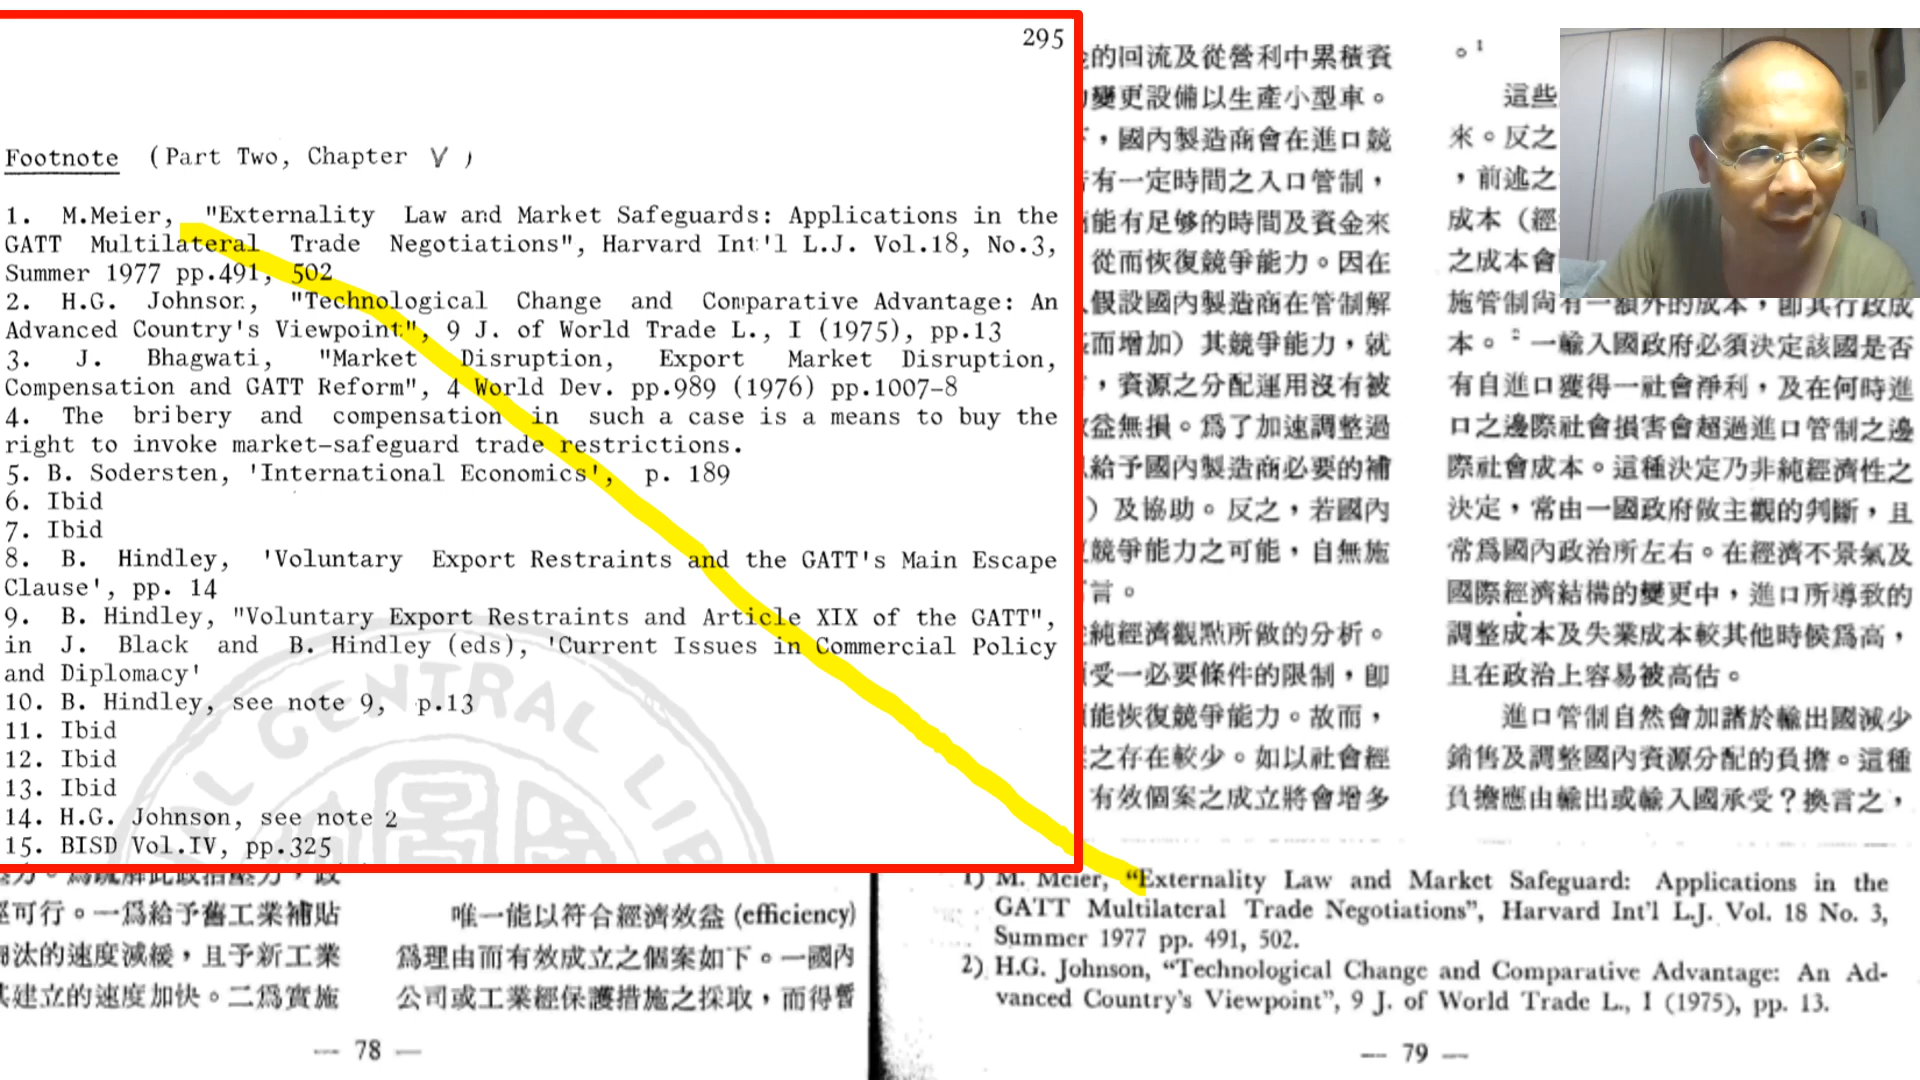 295
Footnote (Part Two, Chapter V)
1. M.Meier, "Externality Law and Market Safeguards: Applications in the
GATT Multilateral Trade Negotiations", Harvard Int'l L.J. Vol.18, No.3,
Summer 1977 pp.491, 502
2. H.G. Johnson, "Technological Change and Comparative Advantage: An
Advanced Country's Viewpoint", 9 J. of World Trade L., I (1975), pp.13
3. J. Bhagwati, "Market Disruption, Export Market Disruption,
Compensation and GATT Reform", 4 World Dev. pp.989 (1976) pp.1007-8
4. The bribery and compensation in such a case is a means to buy the
right to invoke market-safeguard trade restrictions.
5. B. Sodersten, 'International Economics', p. 189
6. Ibid
7. Ibid
8. B. Hindley, 'Voluntary Export Restraints and the GATT's Main Escape
Clause', pp. 14
9. B. Hindley, "Voluntary Export Restraints and Article XIX of the GATT",
in J. Black and B. Hindley (eds), 'Current Issues in Commercial Policy
and Diplomacy'
10. B. Hindley, see note 9, p.13
11. Ibid
12. Ibid
13. Ibid
14. H.G. Johnson, see note 2
15. BISD Vol.IV, pp.325
CENTRAL
經可行。一爲給予舊工業補貼
汰的速度減緩，且予新工業
建立的速度加快。二爲實施
唯一能以符合經濟效益 (efficiency)
爲理由而有效成立之個案如下。一國內
公司或工業經保護措施之採取，而得暫
— 78 —
的回流及從營利中累積資
變更設備以生產小型車。
，國內製造商會在進口競
有一定時間之入口管制，
能有足够的時間及資金來
從而恢復競爭能力。因在
假設國內製造商在管制解
而增加）其競爭能力，就
，資源之分配運用沒有被
益無損。爲了加速調整過
給予國內製造商必要的補
）及協助。反之，若國內
競爭能力之可能，自無施
言。
純經濟觀點所做的分析。
受一必要條件的限制，卽
能恢復競爭能力。故而，
之存在較少。如以社會經
有效個案之成立將會增多
。1
這些
來。反之
，前述之
成本（經
之成本會
施管制尙有一額外的成本，卽其行政成
本。2 一輸入國政府必須決定該國是否
有自進口獲得一社會淨利，及在何時進
口之邊際社會損害會超過進口管制之邊
際社會成本。這種決定乃非純經濟性之
決定，常由一國政府做主觀的判斷，且
常爲國內政治所左右。在經濟不景氣及
國際經濟結構的變更中，進口所導致的
調整成本及失業成本較其他時候爲高，
且在政治上容易被高估。
進口管制自然會加諸於輸出國減少
銷售及調整國內資源分配的負擔。這種
負擔應由輸出或輸入國承受？換言之，
1) M. Meier, “Externality Law and Market Safeguard: Applications in the
GATT Multilateral Trade Negotiations”, Harvard Int’l L.J. Vol. 18 No. 3,
Summer 1977 pp. 491, 502.
2) H.G. Johnson, “Technological Change and Comparative Advantage: An Ad-
vanced Country’s Viewpoint”, 9 J. of World Trade L., I (1975), pp. 13.
— 79 —